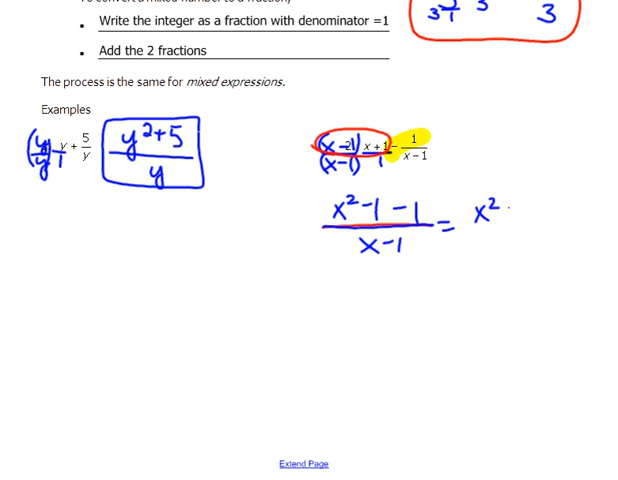 Write the integer as a fraction with denominator =1
Add the 2 fractions
The process is the same for mixed expressions.
Examples
(y)/(y) y/1 + 5/y (y² + 5)/y
(x - 1)/(x - 1) (x + 1)/1 - 1/(x - 1)
(x² - 1 - 1)/(x - 1) = x²
3
Extend Page